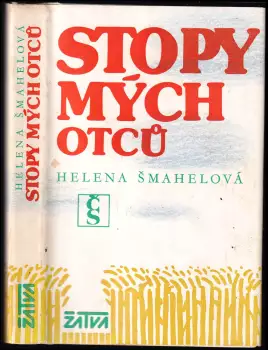 HELENA ŠMAHELOVÁ
STOPY MÝCH OTCŮ
ŽATVA
STOPY
MÝCH
OTCŮ
HELENA ŠMAHELOVÁ
ČS
ŽATVA